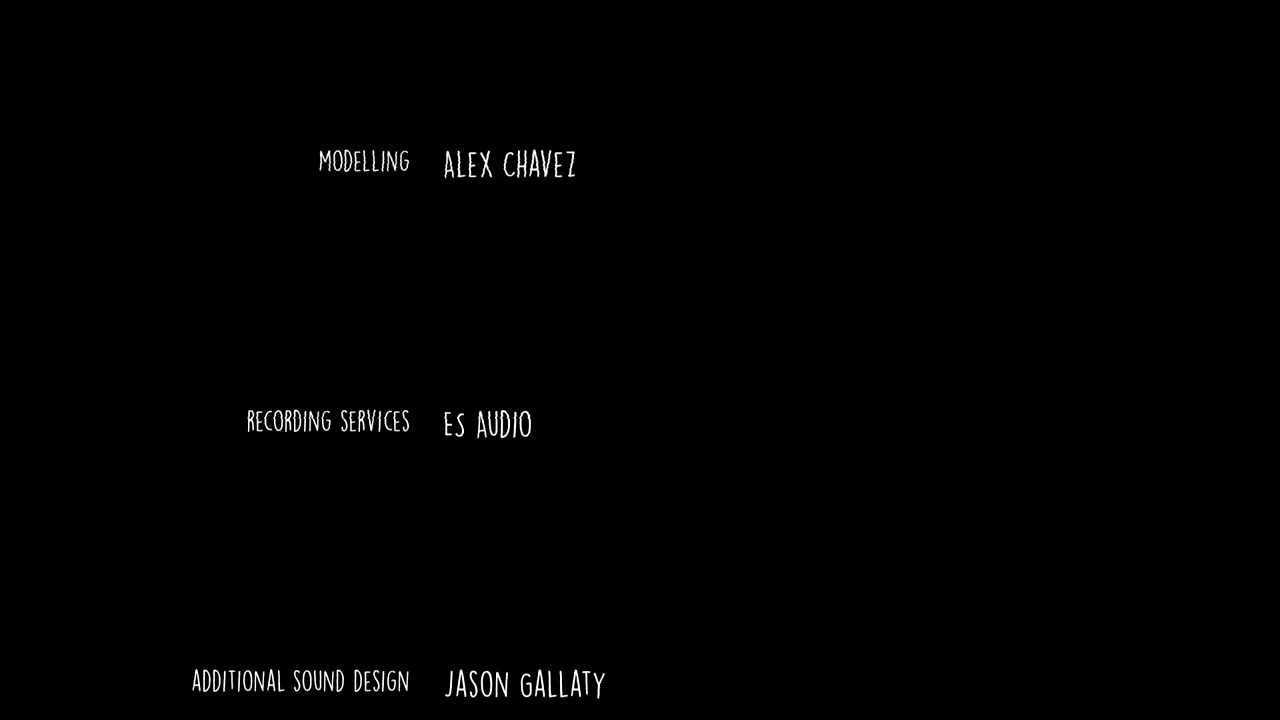 MODELLING ALEX CHAVEZ
RECORDING SERVICES ES AUDIO
ADDITIONAL SOUND DESIGN JASON GALLATY